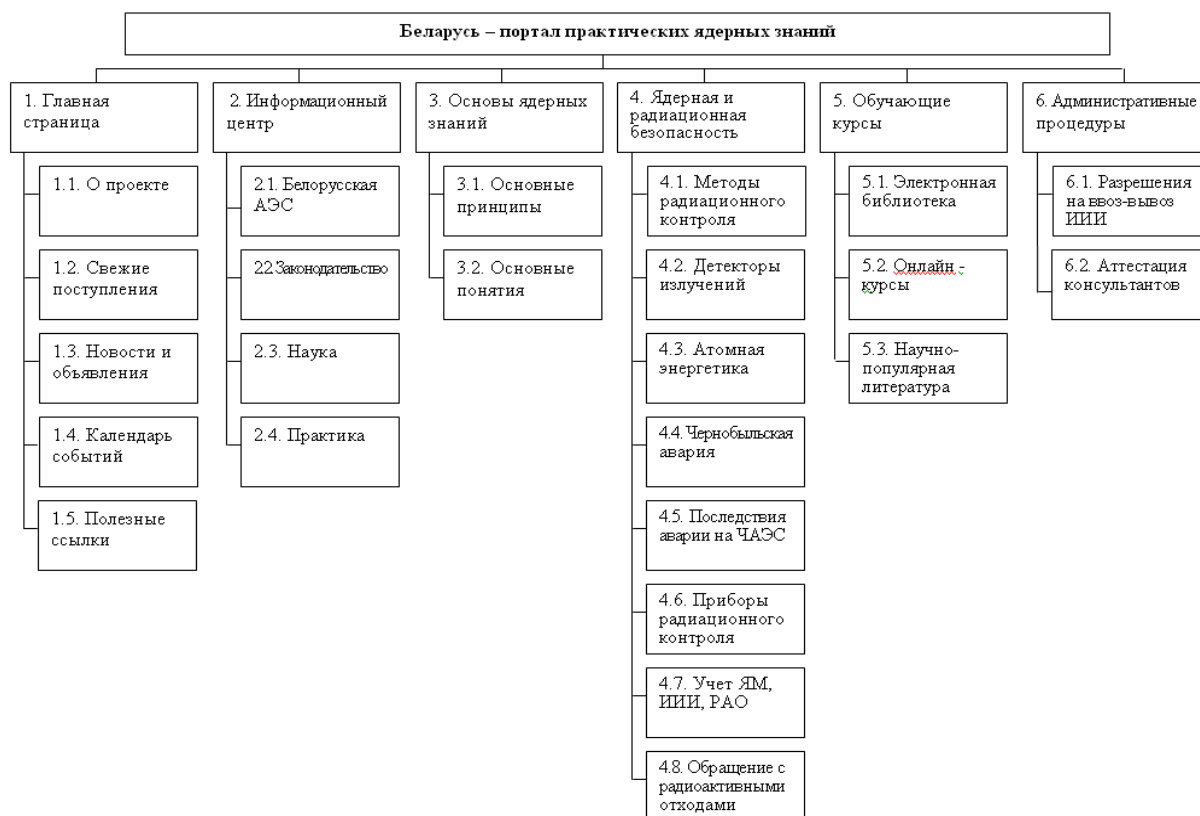 Беларусь – портал практических ядерных знаний
1. Главная
страница
1.1. О проекте
1.2. Свежие
поступления
1.3. Новости и
объявления
1.4. Календарь
событий
1.5. Полезные
ссылки
2. Информационный
центр
2.1. Белорусская
АЭС
22. Законодательство
2.3. Наука
2.4. Практика
3. Основы ядерных
знаний
3.1. Основные
принципы
3.2. Основные
понятия
4. Ядерная и
радиационная
безопасность
4.1. Методы
радиационного
контроля
4.2. Детекторы
излучений
4.3. Атомная
энергетика
4.4. Чернобыльская
авария
4.5. Последствия
аварии на ЧАЭС
4.6. Приборы
радиационного
контроля
4.7. Учет ЯМ,
ИИИ, РАО
4.8. Обращение с
радиоактивными
отходами
5. Обучающие
курсы
5.1. Электронная
библиотека
5.2. Онлайн -
курсы
5.3. Научно-
популярная
литература
6. Административные
процедуры
6.1. Разрешения
на ввоз-вывоз
ИИИ
6.2. Аттестация
консультантов